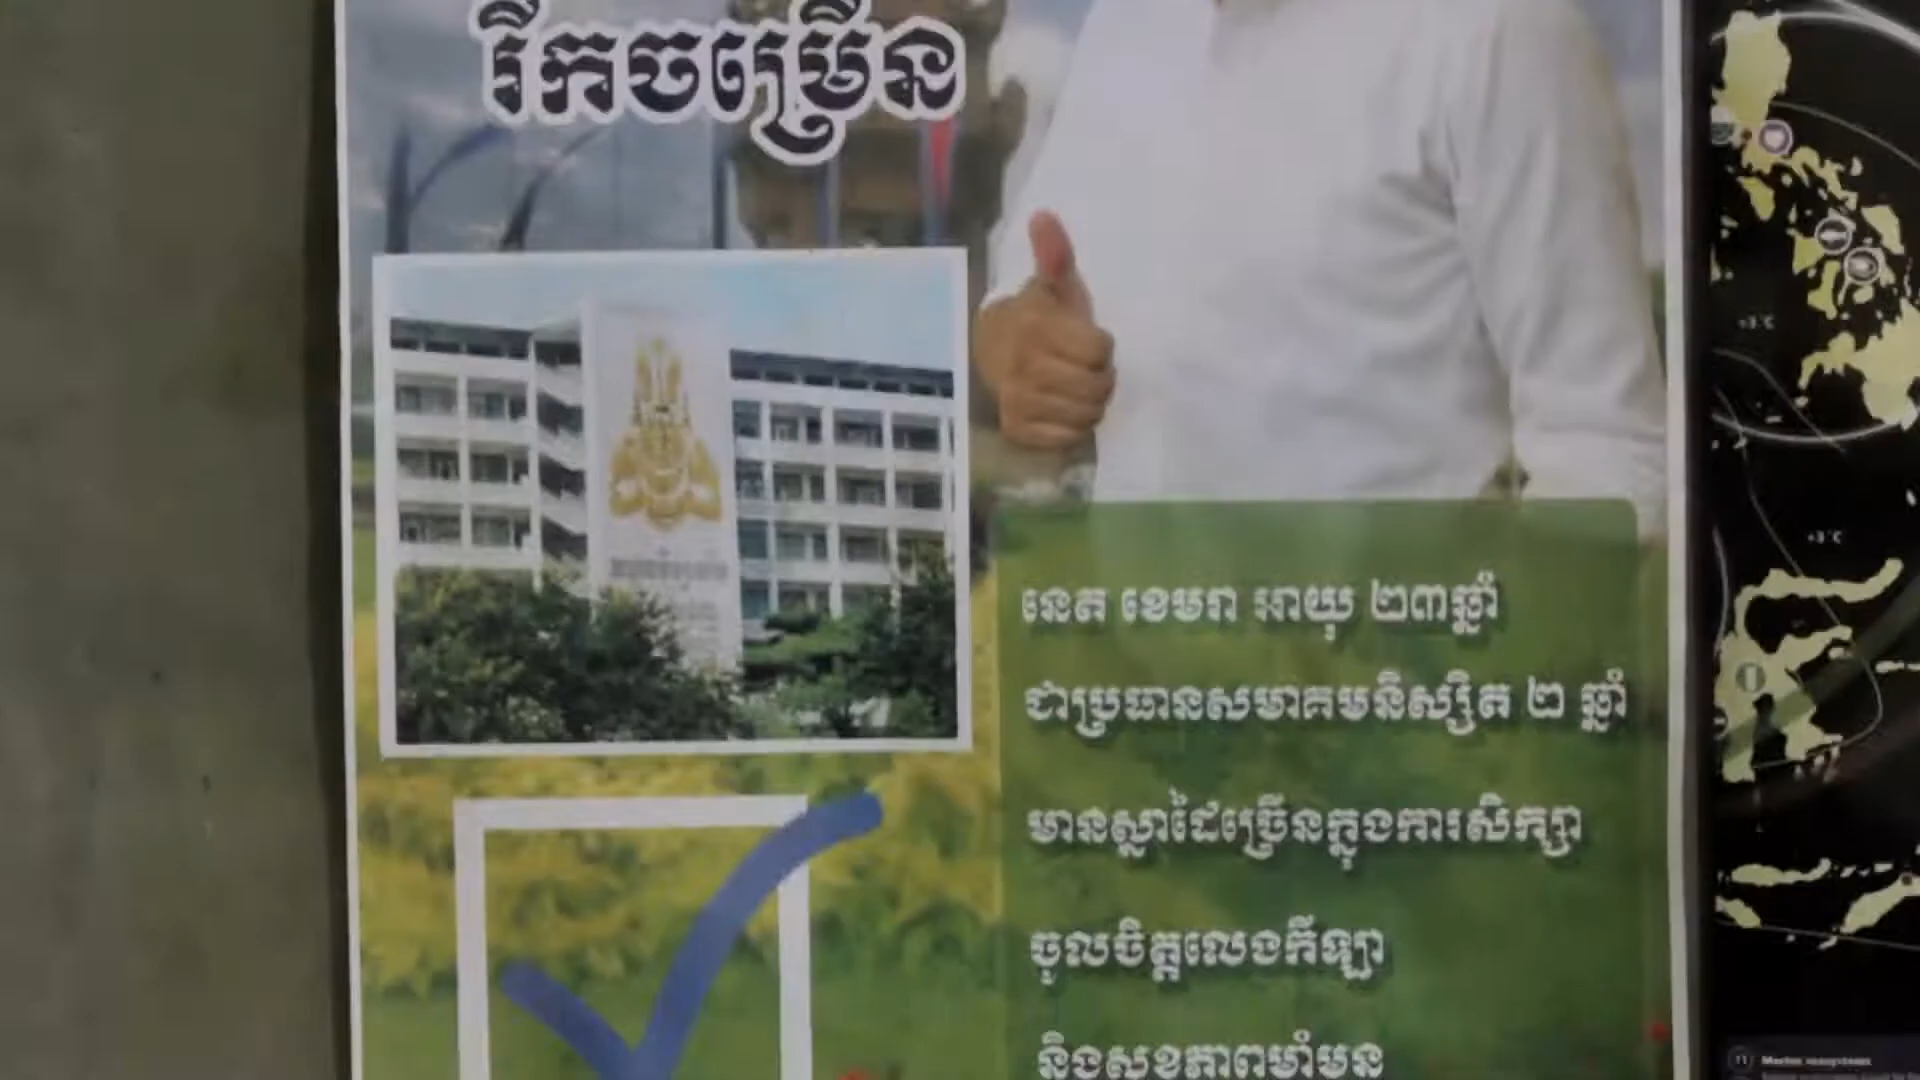 រីកចម្រើន
នេត ខេមរា អាយុ ២៣ឆ្នាំ
ជាប្រធានសមាគមនិស្សិត ២ ឆ្នាំ
មានស្នាដៃច្រើនក្នុងការសិក្សា
ចូលចិត្តលេងកីឡា
និងសុខភាពមាំមួន
+3 °C
+3 °C
11